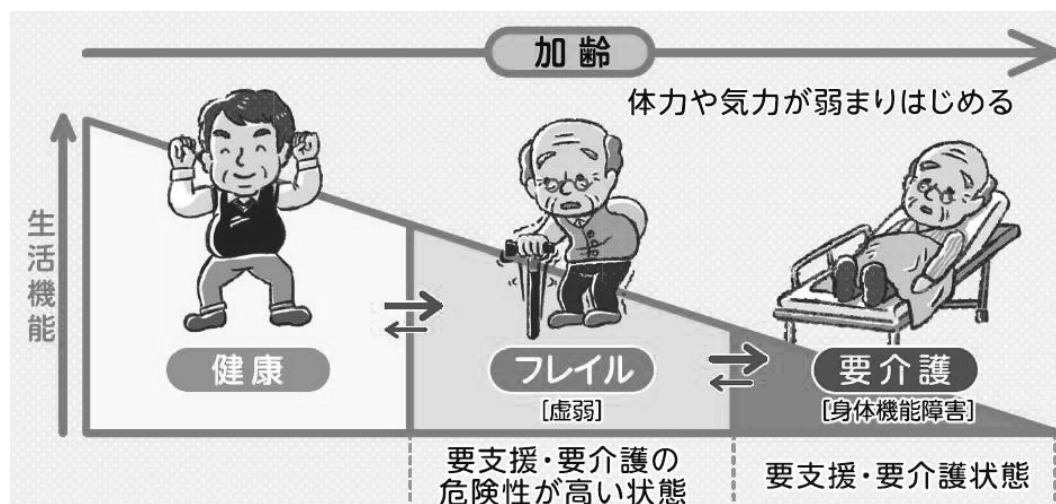 加齢
体力や気力が弱まりはじめる
生活機能
健康
フレイル
[虚弱]
要介護
[身体機能障害]
要支援・要介護の
危険性が高い状態
要支援・要介護状態